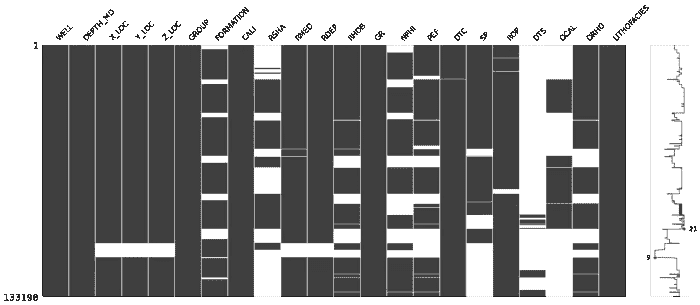 WELL DEPTH_MD X_LOC Y_LOC Z_LOC GROUP FORMATION CALI RSHA RMED RDEP RHOB GR NPHI PEF DTC SP ROP DTS DCAL DRHO LITHOFACIES
1
21
9
133190